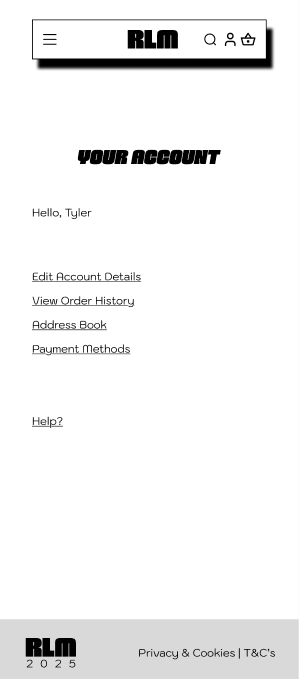 RLM
YOUR ACCOUNT
Hello, Tyler
Edit Account Details
View Order History
Address Book
Payment Methods
Help?
RLM
2025
Privacy & Cookies | T&C's